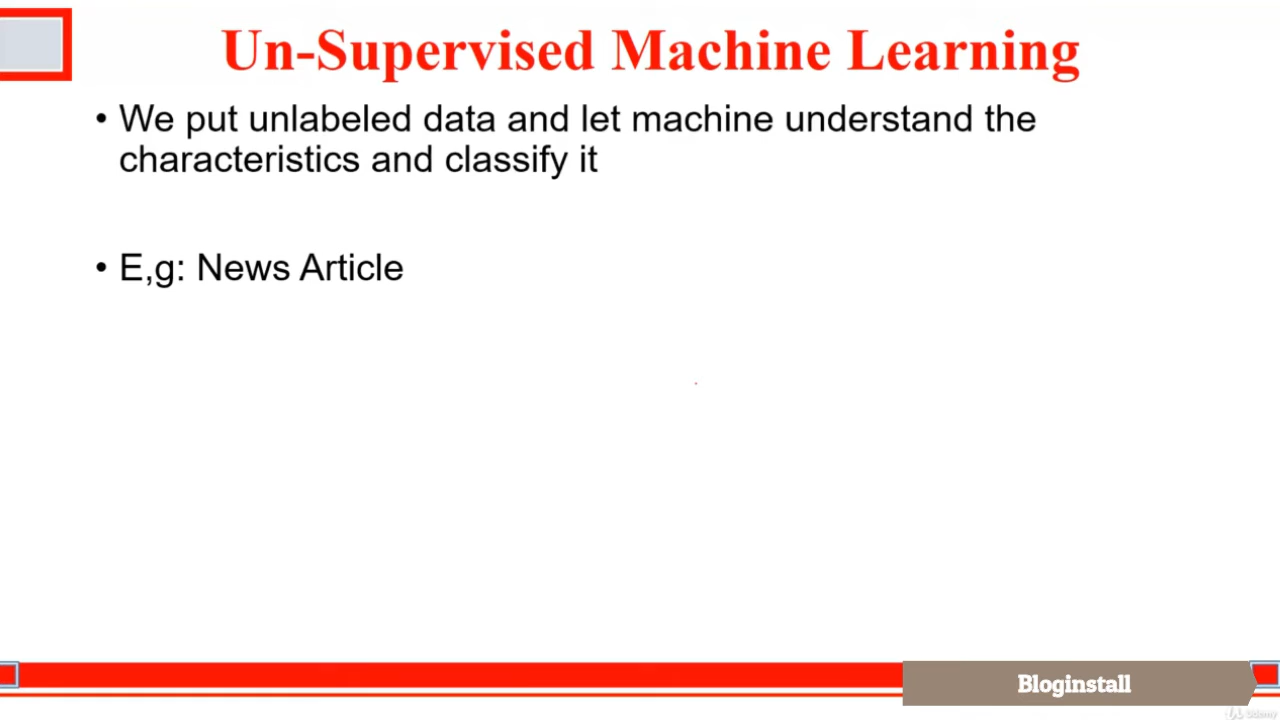 Un-Supervised Machine Learning
• We put unlabeled data and let machine understand the
characteristics and classify it
• E,g: News Article
Bloginstall
Udemy